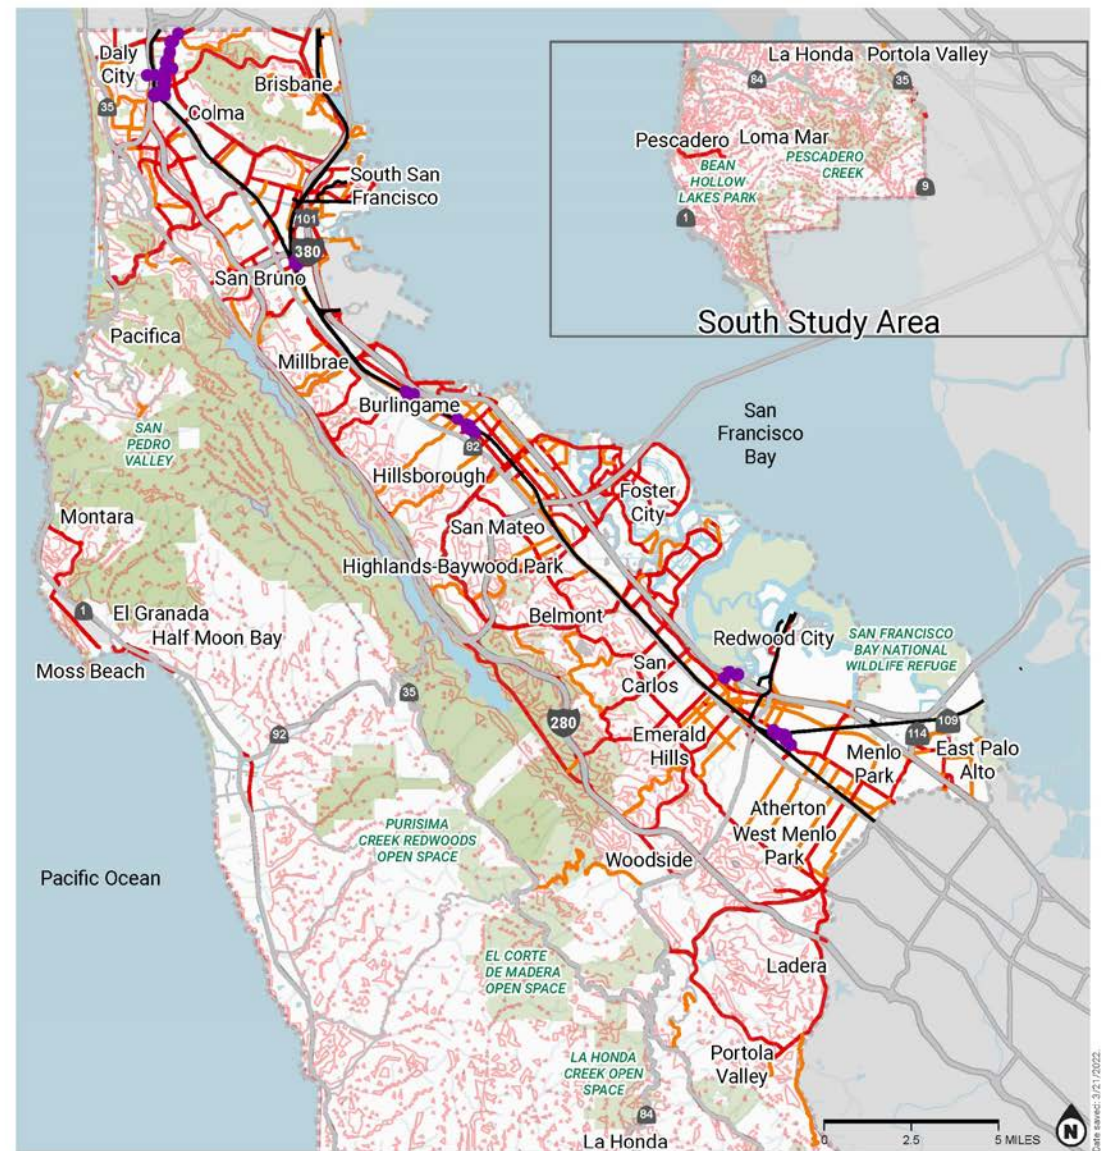 La Honda
Portola Valley
84
35
Pescadero
Loma Mar
BEAN
HOLLOW
LAKES PARK
PESCADERO
CREEK
9
1
South Study Area
Daly
City
Brisbane
35
Colma
South San
Francisco
101
380
San Bruno
Pacifica
Millbrae
Burlingame
82
San
Francisco
Bay
SAN
PEDRO
VALLEY
Hillsborough
Foster
City
Montara
San Mateo
Highlands-Baywood Park
1
El Granada
Half Moon Bay
Belmont
Redwood City
SAN FRANCISCO
BAY NATIONAL
WILDLIFE REFUGE
Moss Beach
San
Carlos
35
92
280
Emerald
Hills
109
114
Menlo
Park
East Palo
Alto
Atherton
West Menlo
Park
PURISIMA
CREEK REDWOODS
OPEN SPACE
Woodside
Pacific Ocean
EL CORTE
DE MADERA
OPEN SPACE
Ladera
LA HONDA
CREEK OPEN
SPACE
Portola
Valley
84
La Honda
0
2.5
5 MILES
N
Date saved: 3/21/2022.